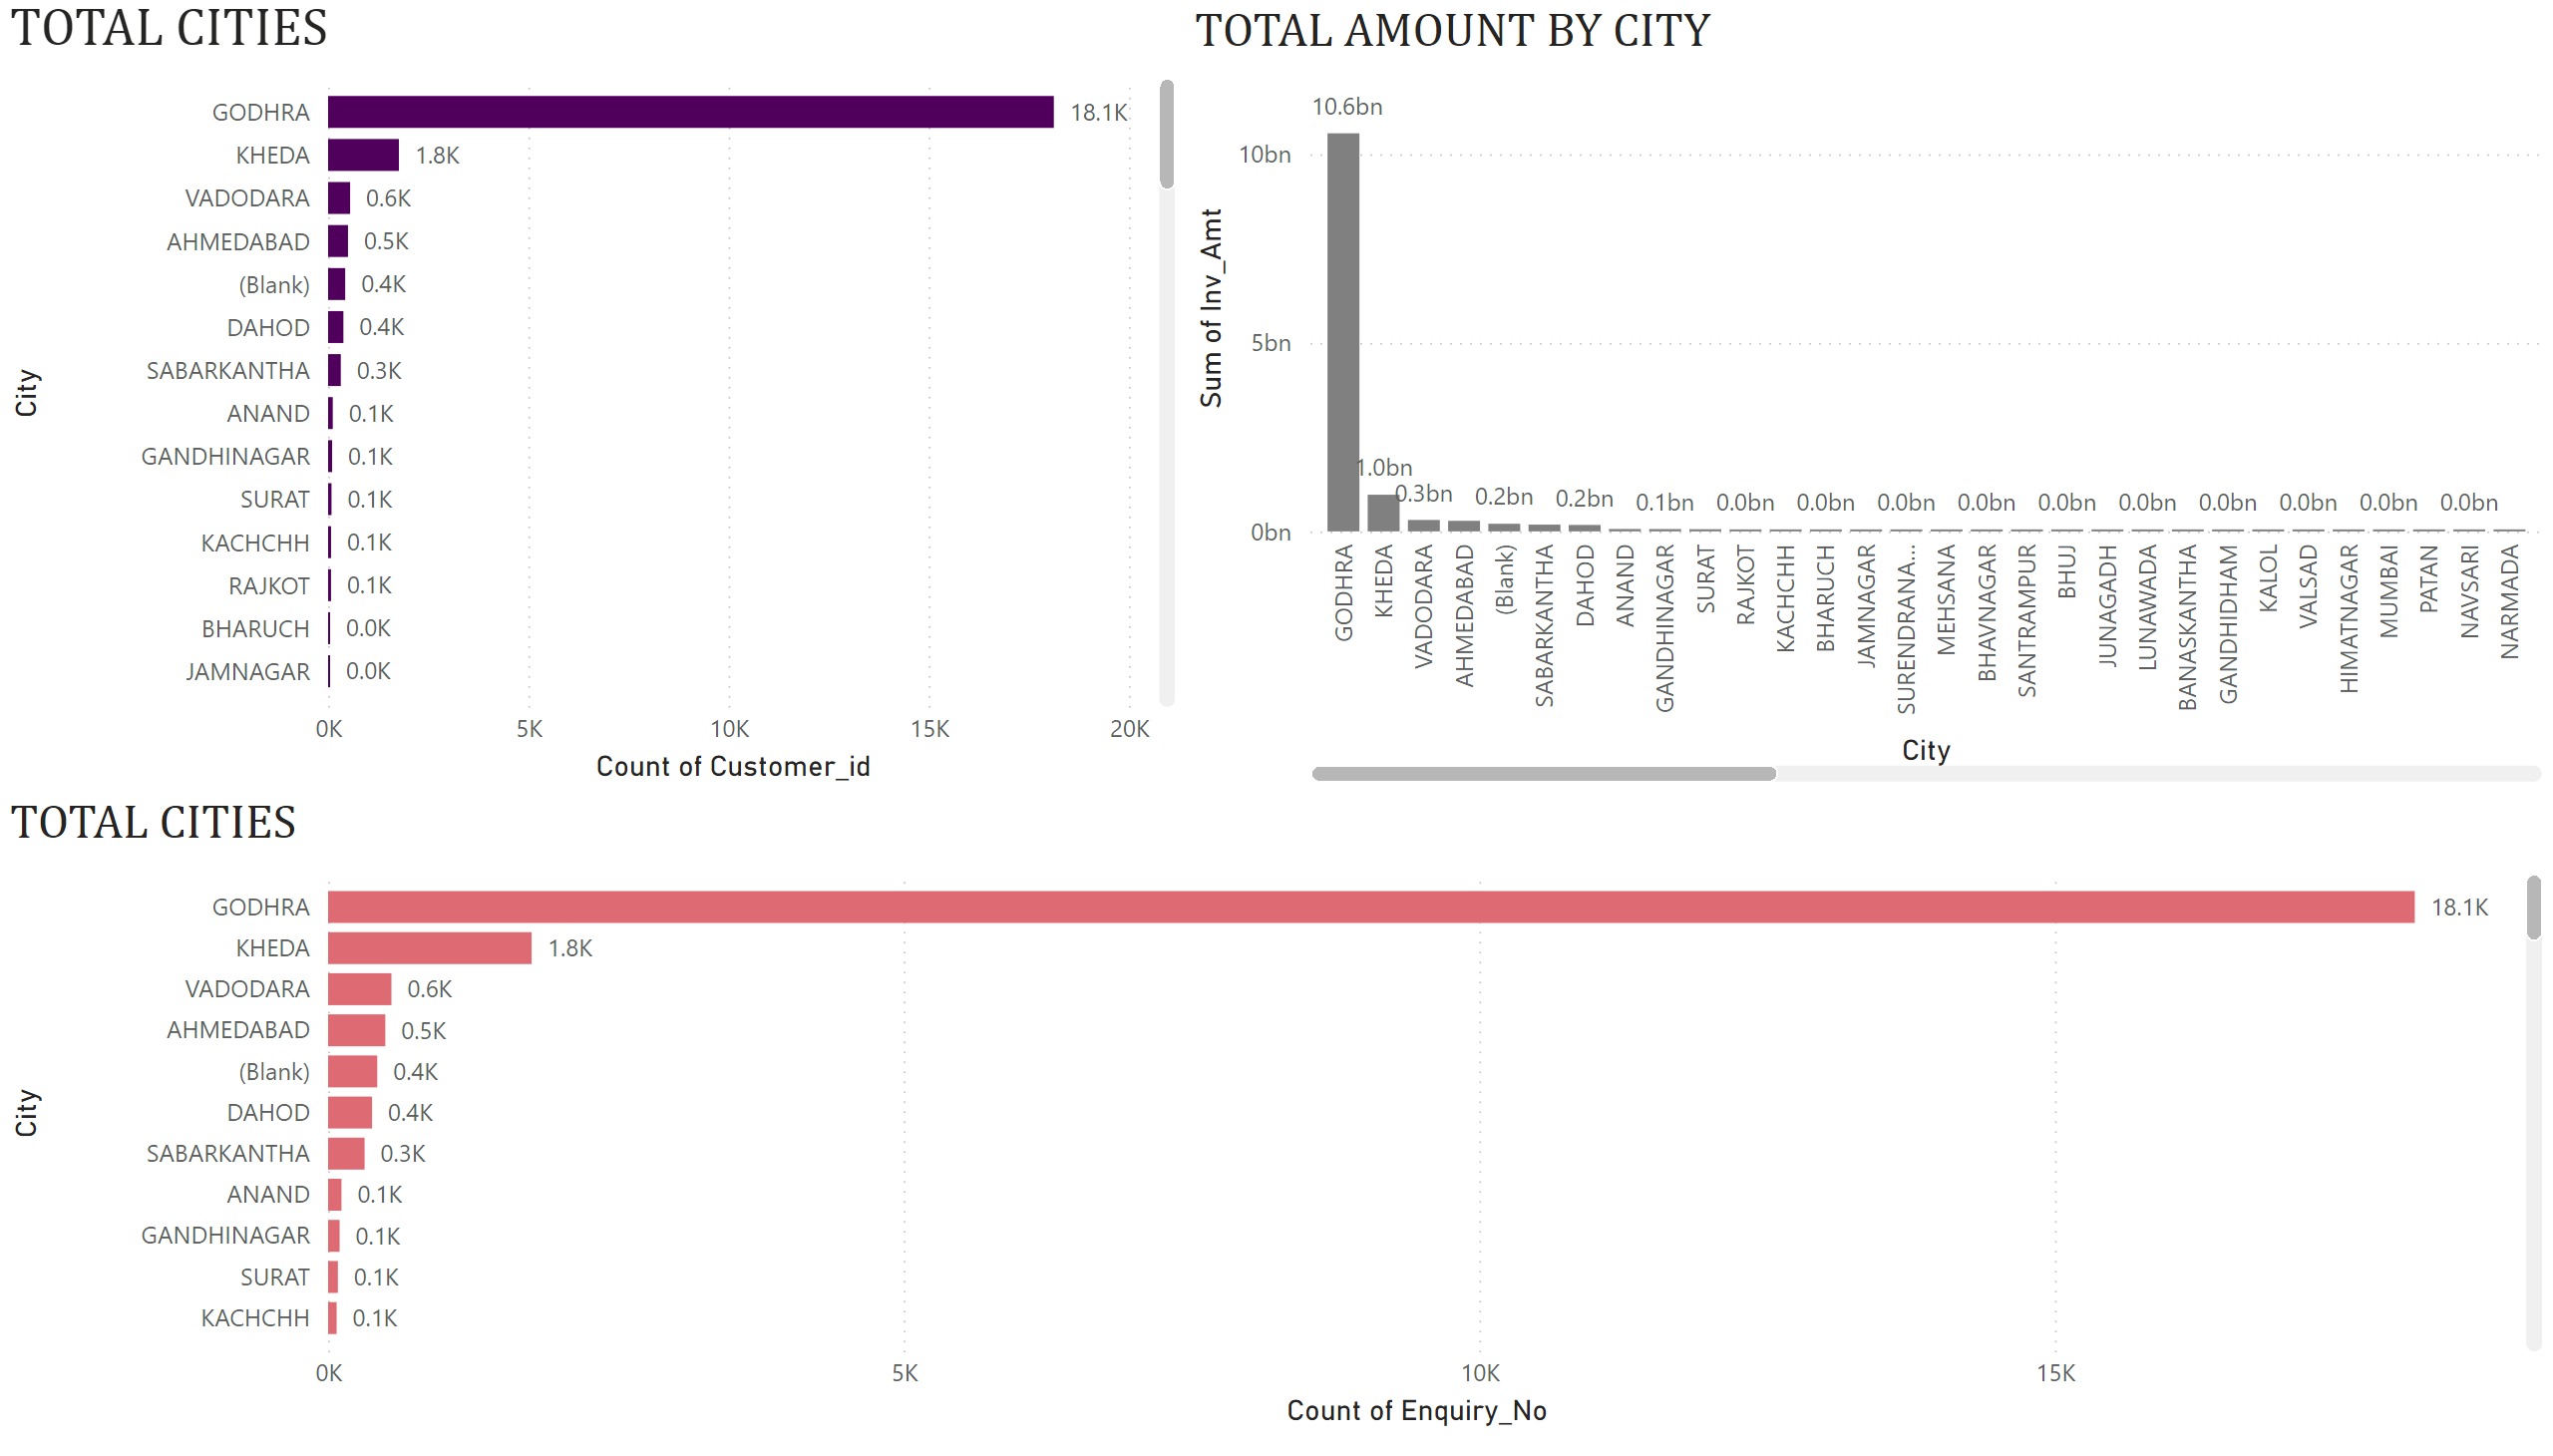 TOTAL CITIES
GODHRA 18.1K
KHEDA 1.8K
VADODARA 0.6K
AHMEDABAD 0.5K
(Blank) 0.4K
DAHOD 0.4K
SABARKANTHA 0.3K
ANAND 0.1K
GANDHINAGAR 0.1K
SURAT 0.1K
KACHCHH 0.1K
RAJKOT 0.1K
BHARUCH 0.0K
JAMNAGAR 0.0K
City
0K 5K 10K 15K 20K
Count of Customer_id
TOTAL AMOUNT BY CITY
10.6bn
10bn
5bn
1.0bn
0.3bn 0.2bn 0.2bn 0.1bn 0.0bn 0.0bn 0.0bn 0.0bn 0.0bn 0.0bn 0.0bn 0.0bn 0.0bn 0.0bn
0bn
Sum of Inv_Amt
GODHRA
KHEDA
VADODARA
AHMEDABAD
(Blank)
SABARKANTHA
DAHOD
ANAND
GANDHINAGAR
SURAT
RAJKOT
KACHCHH
BHARUCH
JAMNAGAR
SURENDRANA...
MEHSANA
BHAVNAGAR
SANTRAMPUR
BHUJ
JUNAGADH
LUNAWADA
BANASKANTHA
GANDHIDHAM
KALOL
VALSAD
HIMATNAGAR
MUMBAI
PATAN
NAVSARI
NARMADA
City
TOTAL CITIES
GODHRA 18.1K
KHEDA 1.8K
VADODARA 0.6K
AHMEDABAD 0.5K
(Blank) 0.4K
DAHOD 0.4K
SABARKANTHA 0.3K
ANAND 0.1K
GANDHINAGAR 0.1K
SURAT 0.1K
KACHCHH 0.1K
City
0K 5K 10K 15K
Count of Enquiry_No